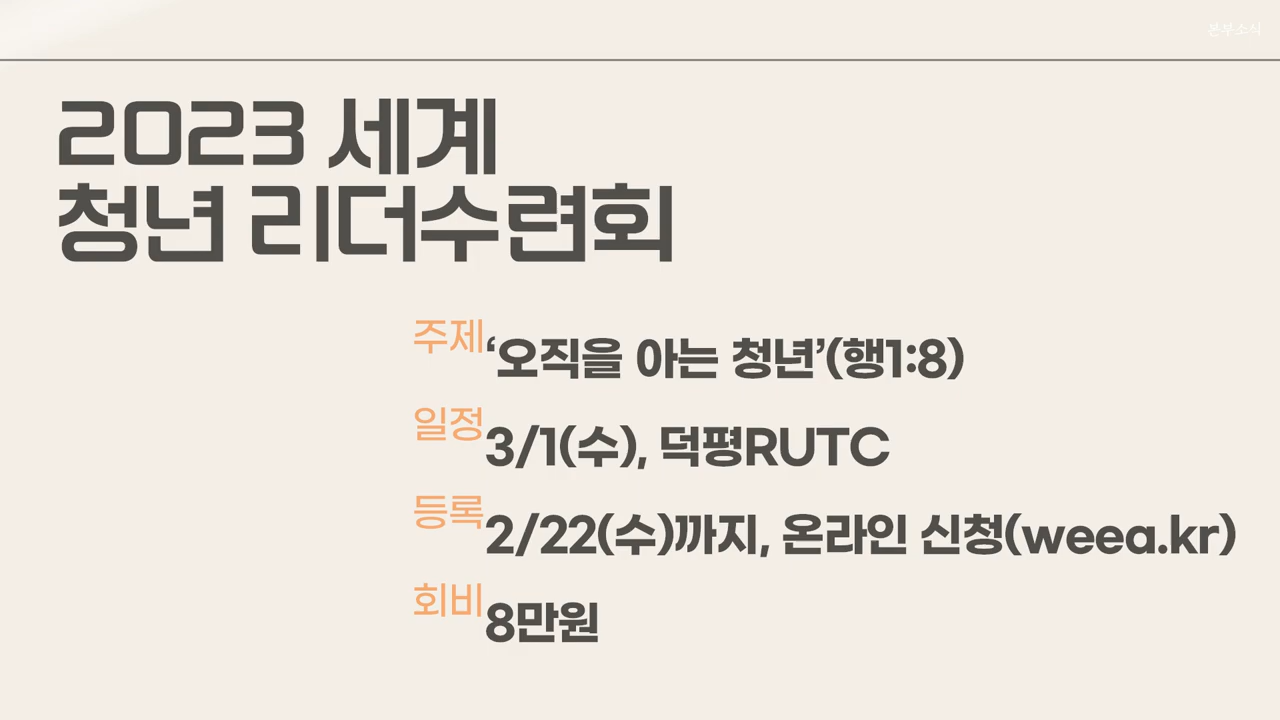 본부소식
2023 세계
청년 리더수련회
주제 ‘오직을 아는 청년’(행1:8)
일정 3/1(수), 덕평RUTC
등록 2/22(수)까지, 온라인 신청(weea.kr)
회비 8만원